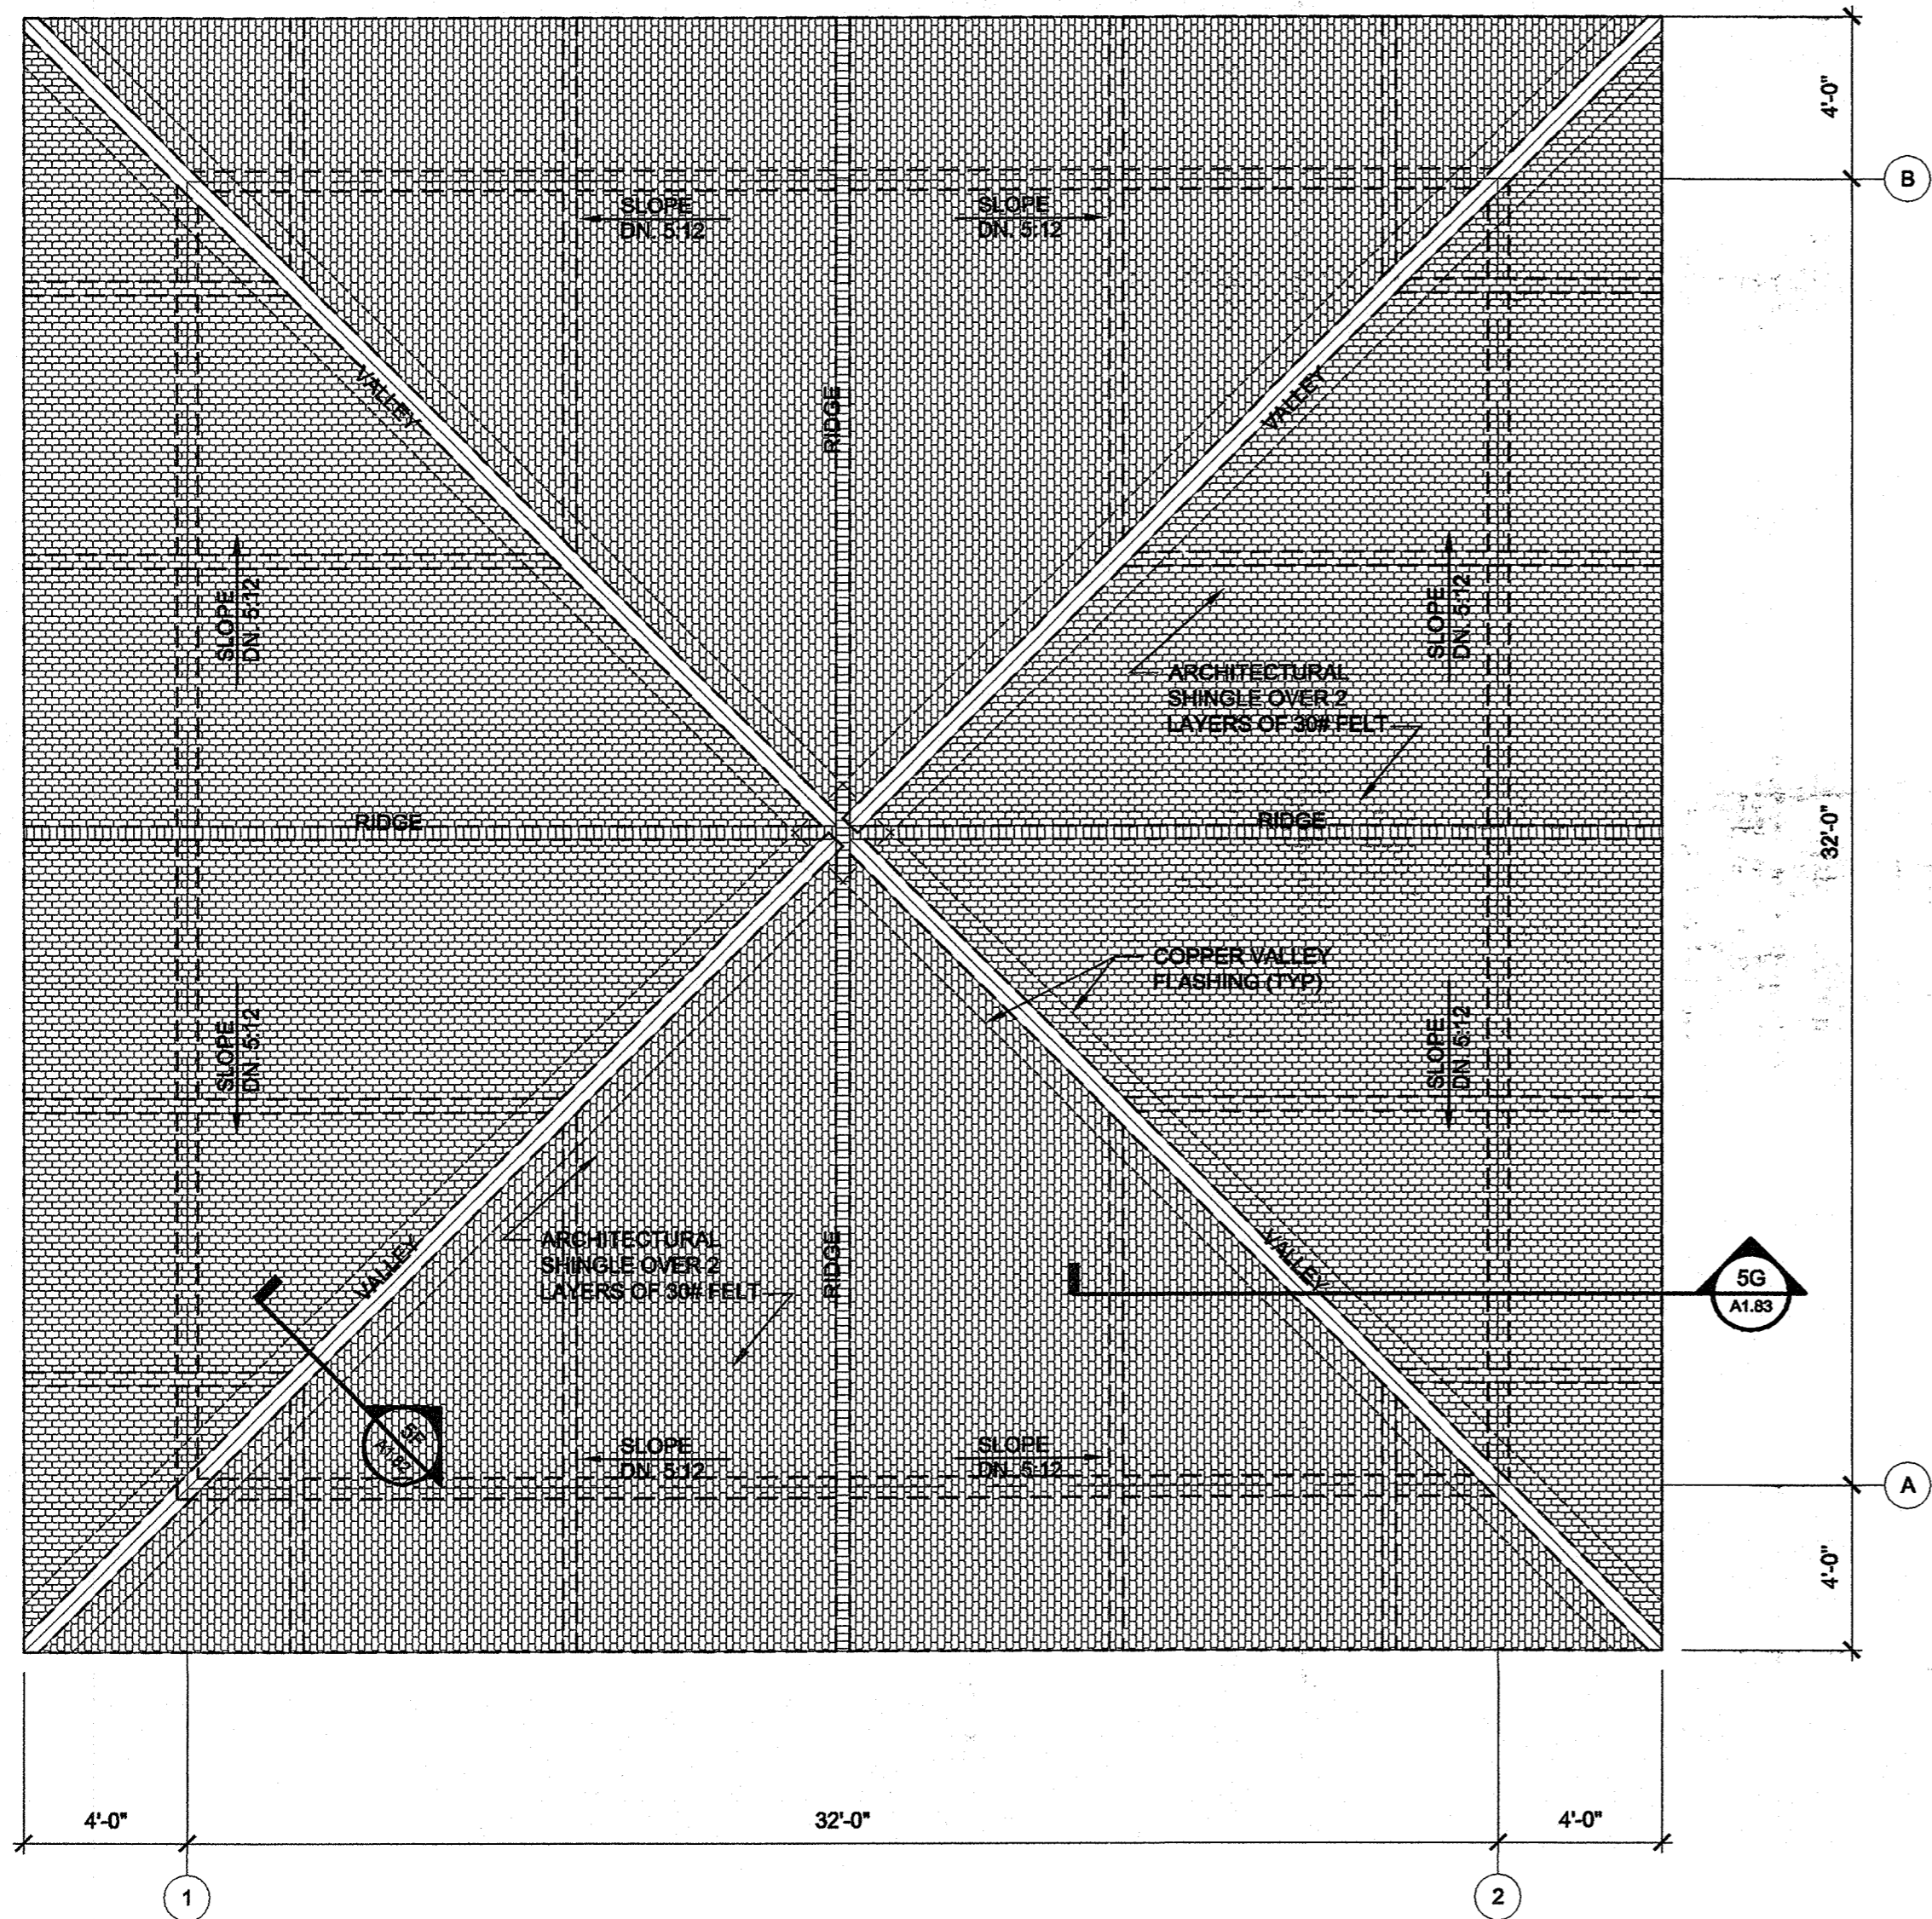 4'-0"
B
SLOPE
DN. 5:12
SLOPE
DN. 5:12
VALLEY
RIDGE
VALLEY
SLOPE
DN. 5:12
SLOPE
DN. 5:12
ARCHITECTURAL
SHINGLE OVER 2
LAYERS OF 30# FELT
RIDGE
RIDGE
32'-0"
COPPER VALLEY
FLASHING (TYP)
SLOPE
DN. 5:12
SLOPE
DN. 5:12
ARCHITECTURAL
SHINGLE OVER 2
LAYERS OF 30# FELT
VALLEY
RIDGE
VALLEY
5G
A1.83
5F
A1.82
SLOPE
DN. 5:12
SLOPE
DN. 5:12
A
4'-0"
4'-0"
32'-0"
4'-0"
1
2